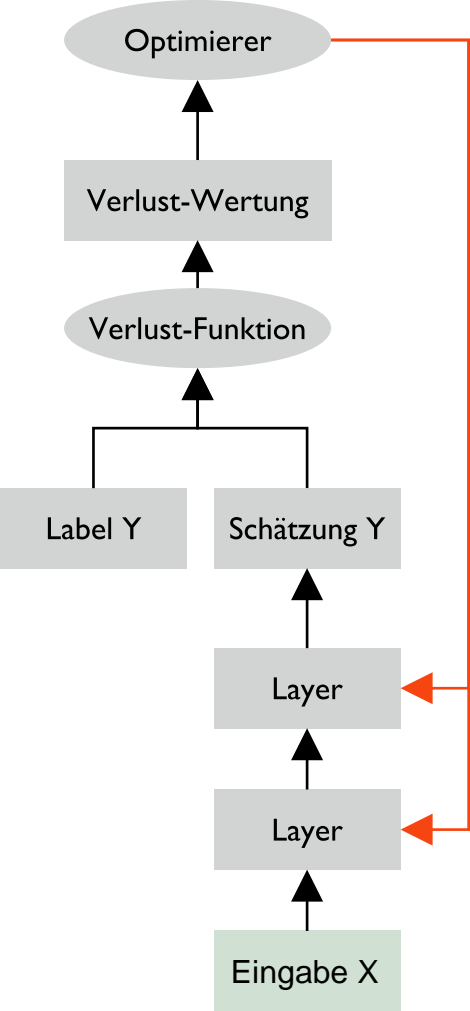 Optimierer
Verlust-Wertung
Verlust-Funktion
Label Y
Schätzung Y
Layer
Layer
Eingabe X